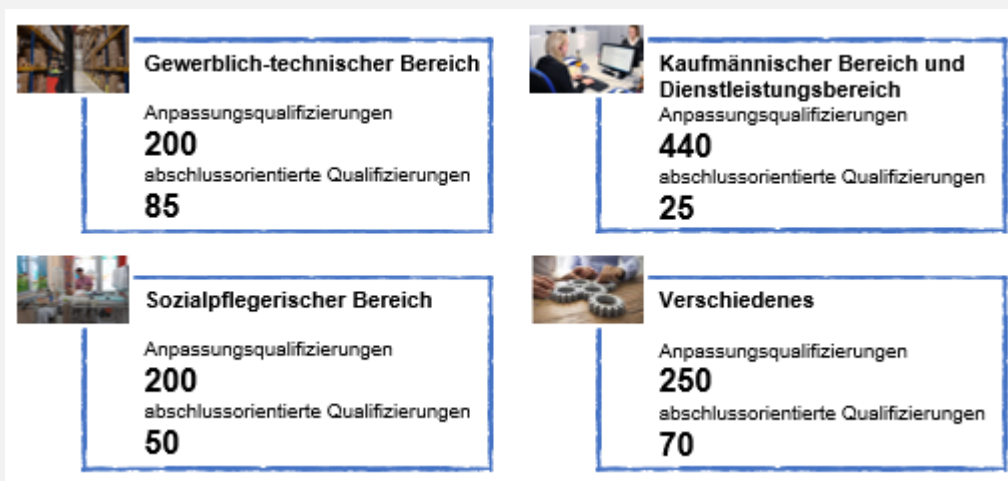 Gewerblich-technischer Bereich
Anpassungsqualifizierungen
200
abschlussorientierte Qualifizierungen
85
Kaufmännischer Bereich und
Dienstleistungsbereich
Anpassungsqualifizierungen
440
abschlussorientierte Qualifizierungen
25
Sozialpflegerischer Bereich
Anpassungsqualifizierungen
200
abschlussorientierte Qualifizierungen
50
Verschiedenes
Anpassungsqualifizierungen
250
abschlussorientierte Qualifizierungen
70